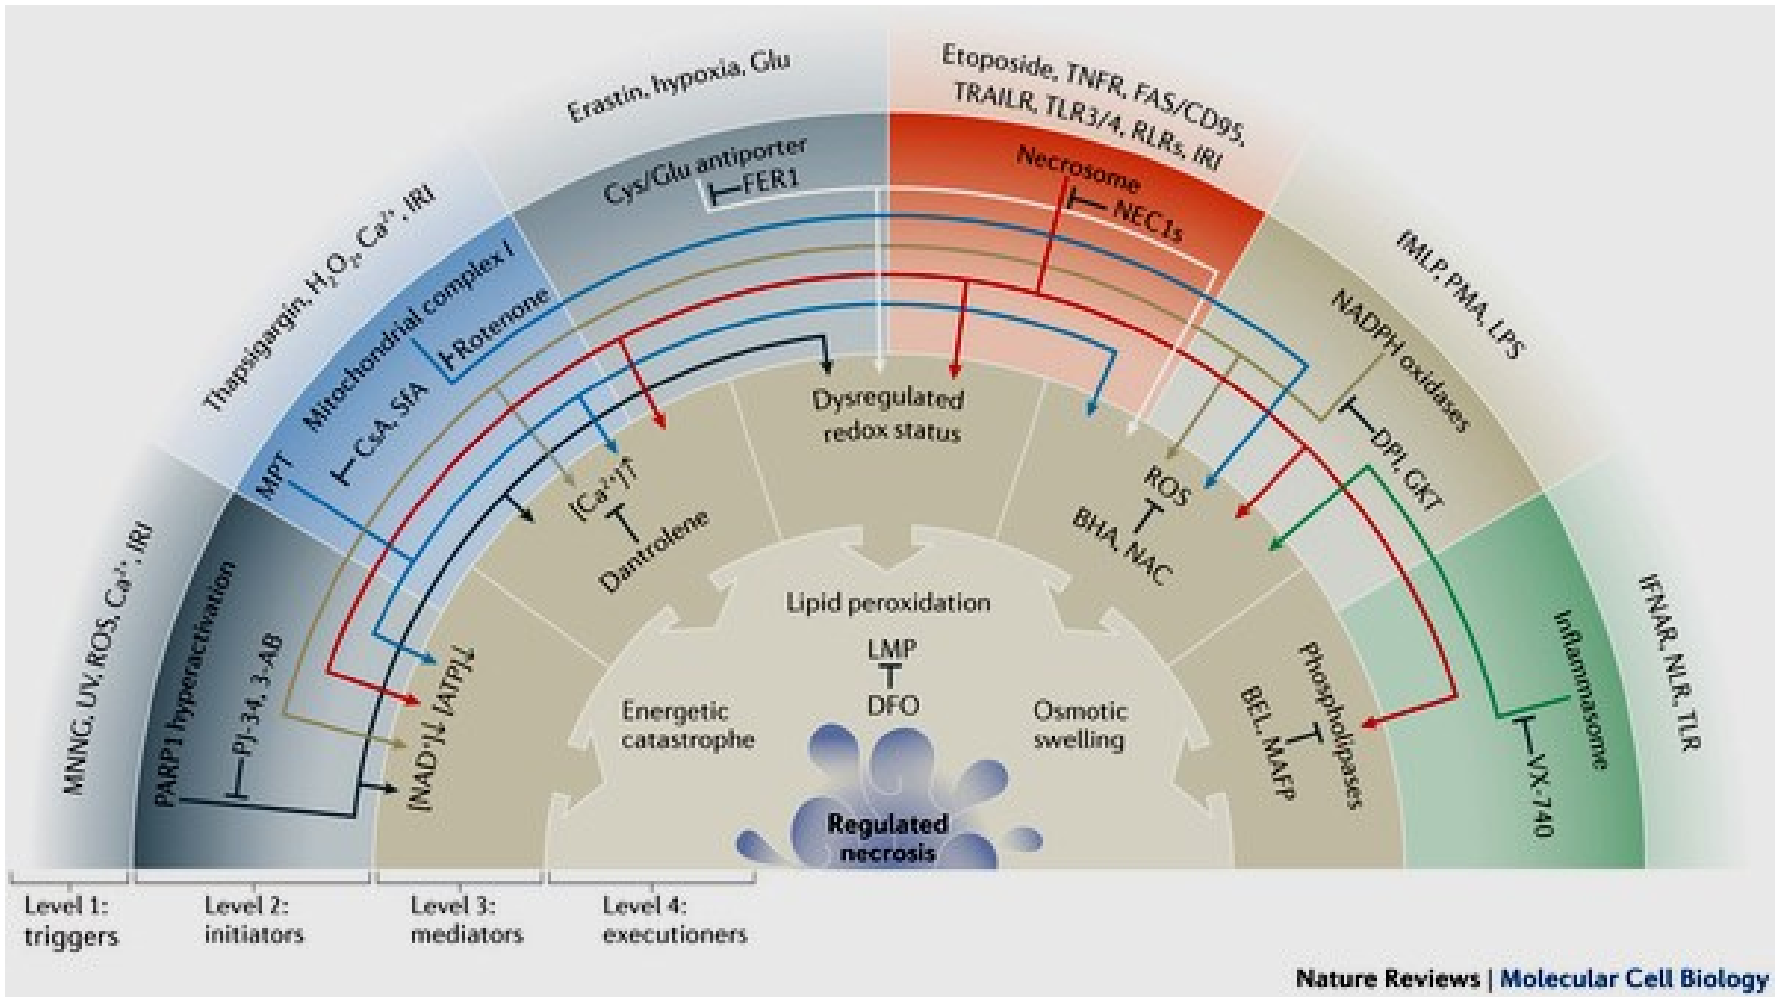 Erastin, hypoxia, Glu
Etoposide, TNFR, FAS/CD95,
TRAILR, TLR3/4, RLRs, IRI
Thapsigargin, H₂O₂, Ca²⁺, IRI
fMLP, PMA, LPS
MNNG, UV, ROS, Ca²⁺, IRI
IFNAR, NLR, TLR
Cys/Glu antiporter
FER1
Necrosome
NEC1s
Mitochondrial complex I
Rotenone
CsA, SfA
MPT
NADPH oxidases
DPI, GKT
PARP1 hyperactivation
PJ-34, 3-AB
Inflammasome
VX-740
Dysregulated
redox status
[Ca²⁺]↑
Dantrolene
ROS
BHA, NAC
[NAD⁺]↓ [ATP]↓
Phospholipases
BEL, MAFP
Lipid peroxidation
LMP
DFO
Energetic
catastrophe
Osmotic
swelling
Regulated
necrosis
Level 1:
triggers
Level 2:
initiators
Level 3:
mediators
Level 4:
executioners
Nature Reviews | Molecular Cell Biology